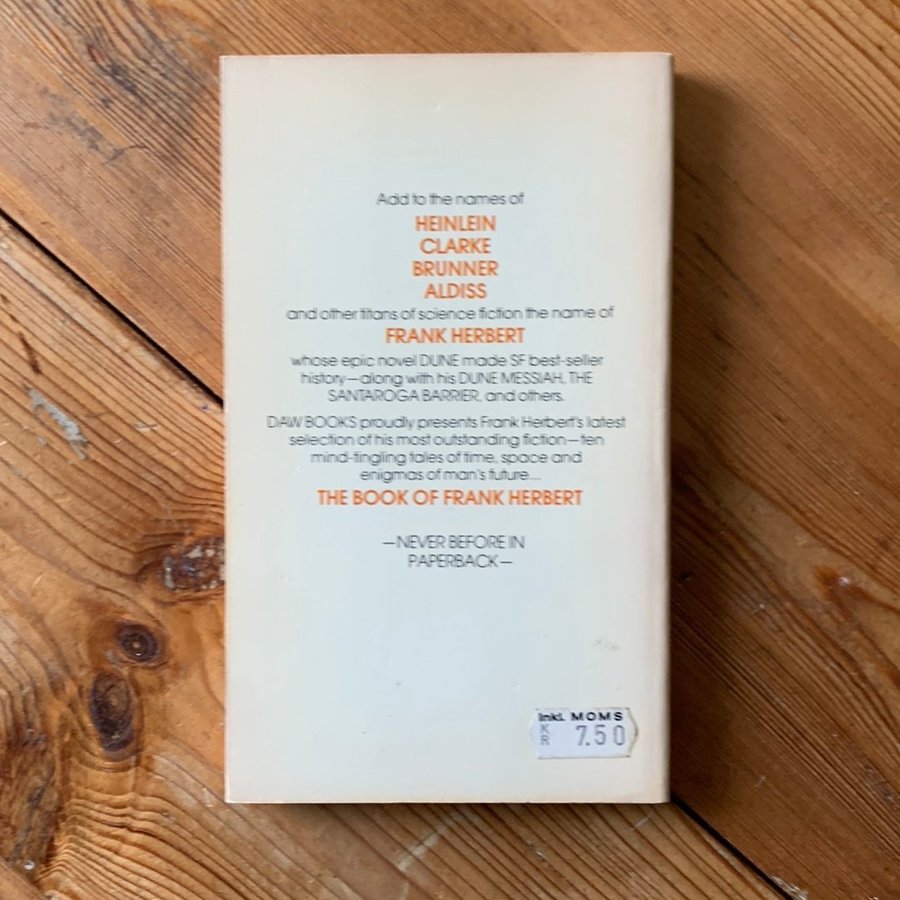 Add to the names of
HEINLEIN
CLARKE
BRUNNER
ALDISS
and other titans of science fiction the name of
FRANK HERBERT
whose epic novel DUNE made SF best-seller
history—along with his DUNE MESSIAH, THE
SANTAROGA BARRIER, and others.
DAW BOOKS proudly presents Frank Herbert's latest
selection of his most outstanding fiction—ten
mind-tingling tales of time, space and
enigmas of man's future...
THE BOOK OF FRANK HERBERT
—NEVER BEFORE IN
PAPERBACK—
Inkl. MOMS
KR 7.50